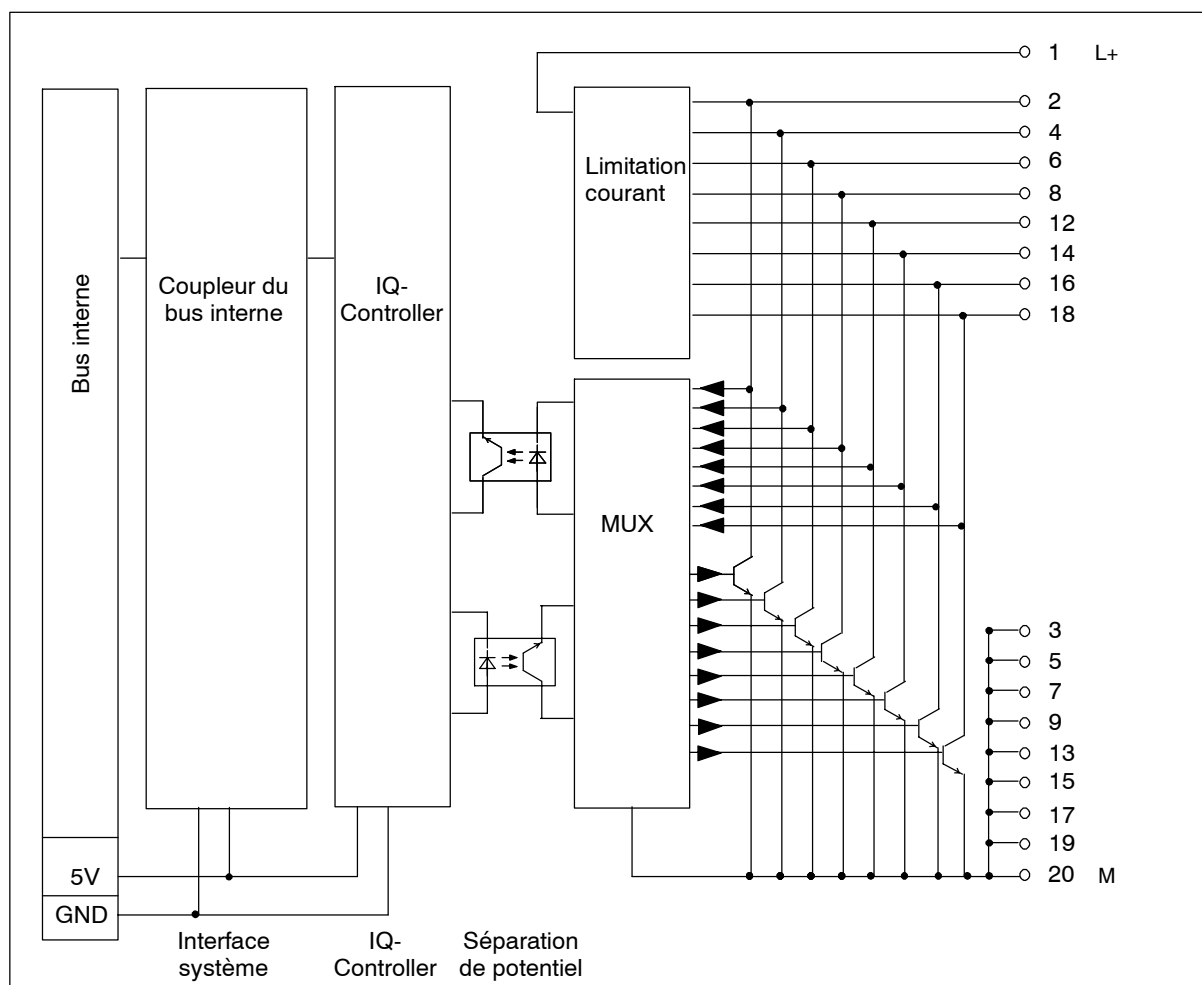 1 L+
2
4
6
8
12
14
16
18
Limitation
courant
Bus interne
Coupleur du
bus interne
IQ-
Controller
MUX
3
5
7
9
13
15
17
19
20 M
5V
GND
Interface
système
IQ-
Controller
Séparation
de potentiel